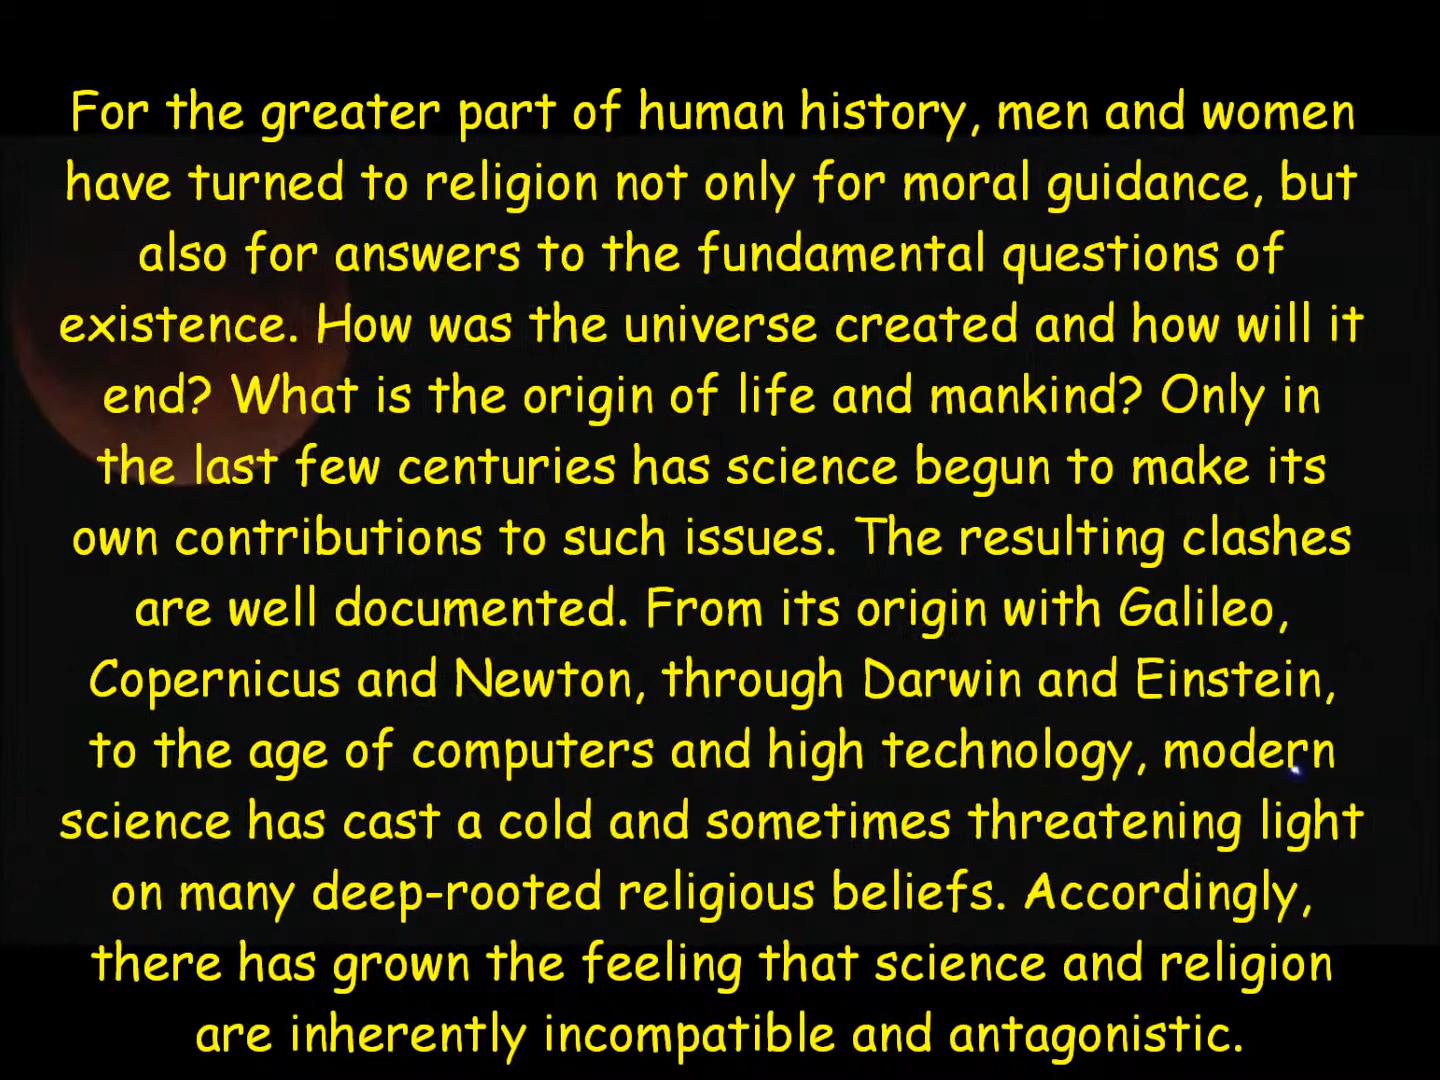 For the greater part of human history, men and women
have turned to religion not only for moral guidance, but
also for answers to the fundamental questions of
existence. How was the universe created and how will it
end? What is the origin of life and mankind? Only in
the last few centuries has science begun to make its
own contributions to such issues. The resulting clashes
are well documented. From its origin with Galileo,
Copernicus and Newton, through Darwin and Einstein,
to the age of computers and high technology, modern
science has cast a cold and sometimes threatening light
on many deep-rooted religious beliefs. Accordingly,
there has grown the feeling that science and religion
are inherently incompatible and antagonistic.